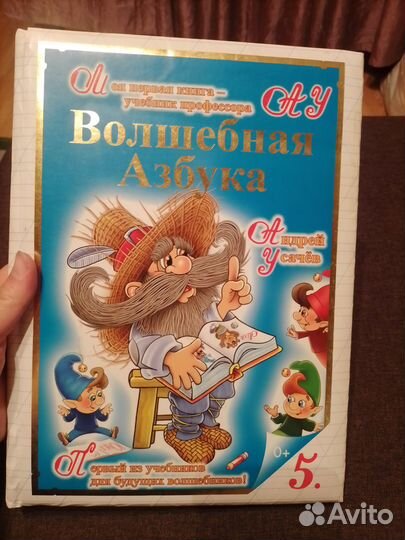 Моя первая книга –
учебник профессора
АУ
Волшебная
Азбука
Андрей
Усачёв
Первый из учебников
для будущих волшебников!
0+
5.
Avito